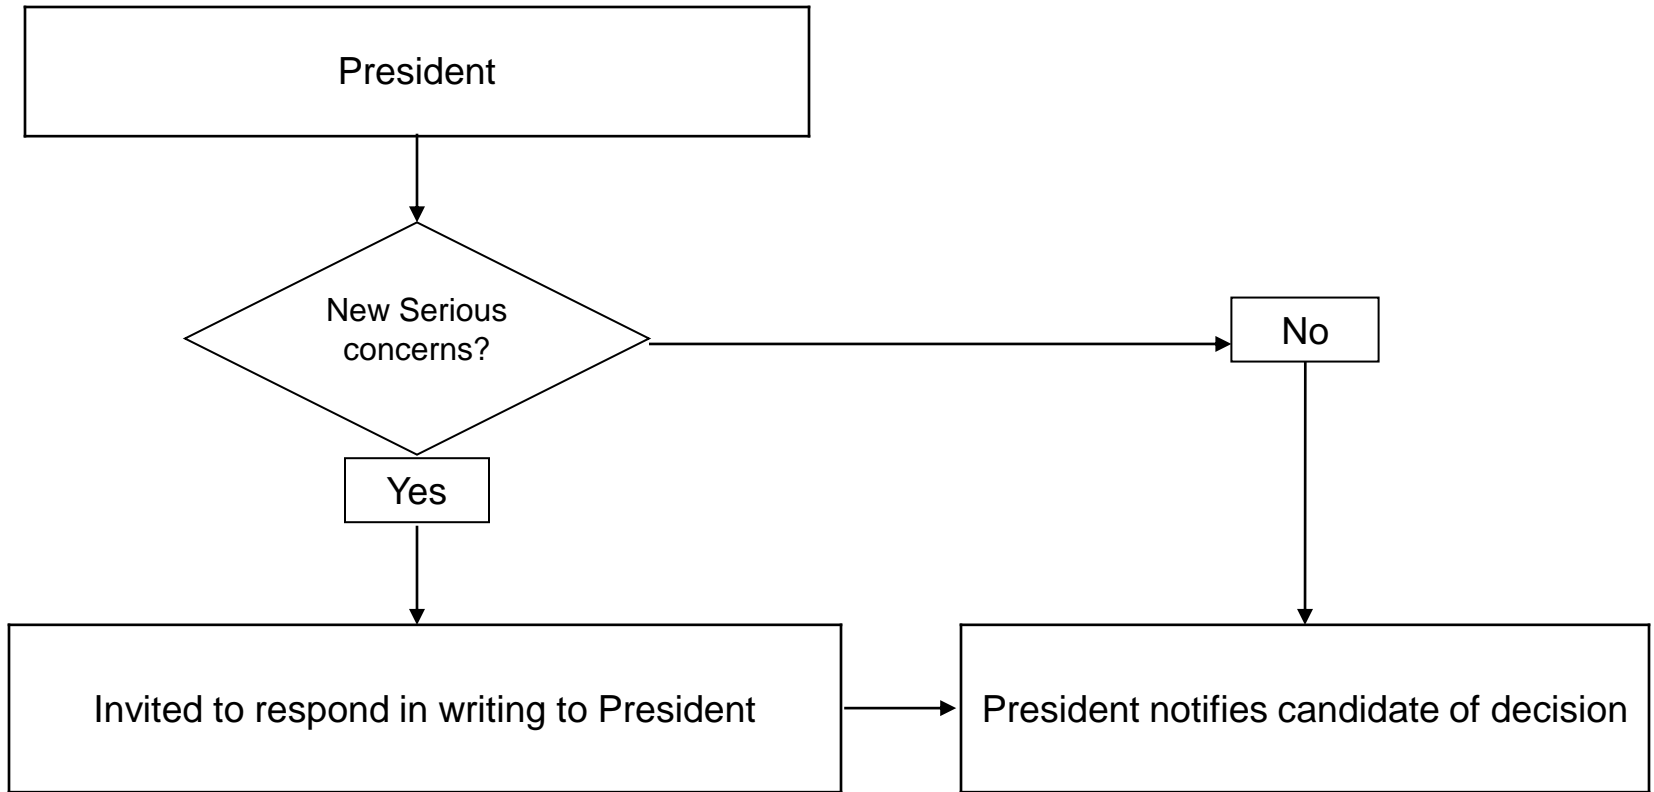 President
New Serious
concerns?
No
Yes
Invited to respond in writing to President
President notifies candidate of decision